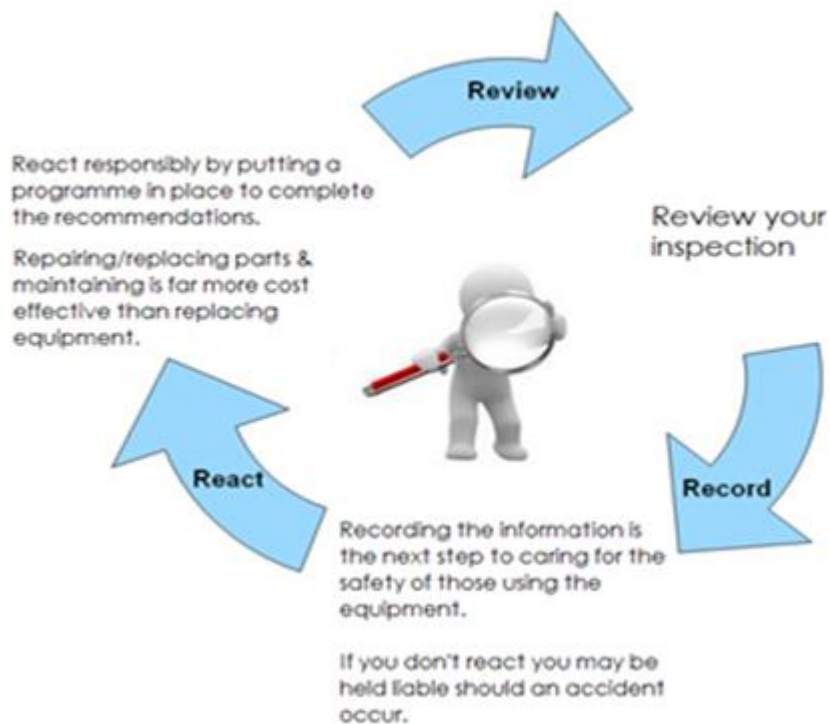 Review
Review your
inspection
Record
Recording the information is
the next step to caring for the
safety of those using the
equipment.
If you don't react you may be
held liable should an accident
occur.
React
React responsibly by putting a
programme in place to complete
the recommendations.
Repairing/replacing parts &
maintaining is far more cost
effective than replacing
equipment.